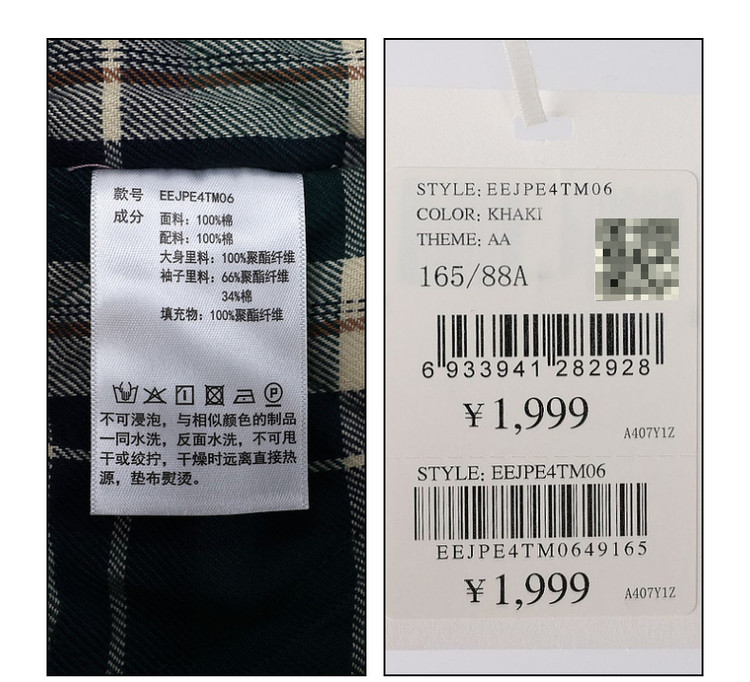 款号 EEJPE4TM06
成分 面料：100%棉
配料：100%棉
大身里料：100%聚酯纤维
袖子里料：66%聚酯纤维
34%棉
填充物：100%聚酯纤维
P
不可浸泡，与相似颜色的制品
一同水洗，反面水洗，不可甩
干或绞拧，干燥时远离直接热
源，垫布熨烫。
STYLE: EEJPE4TM06
COLOR: KHAKI
THEME: AA
165/88A
6 933941 282928
¥1,999
A407Y1Z
STYLE: EEJPE4TM06
EEJPE4TM0649165
¥1,999
A407Y1Z